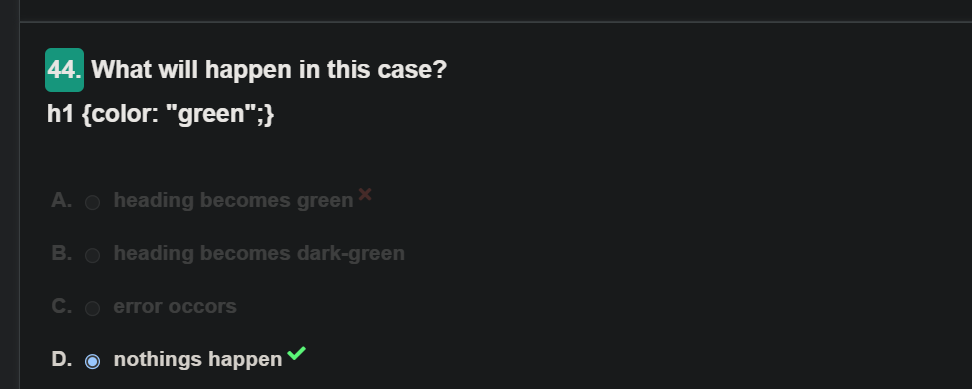 44. What will happen in this case?
h1 {color: "green";}
A. heading becomes green
B. heading becomes dark-green
C. error occors
D. nothings happen